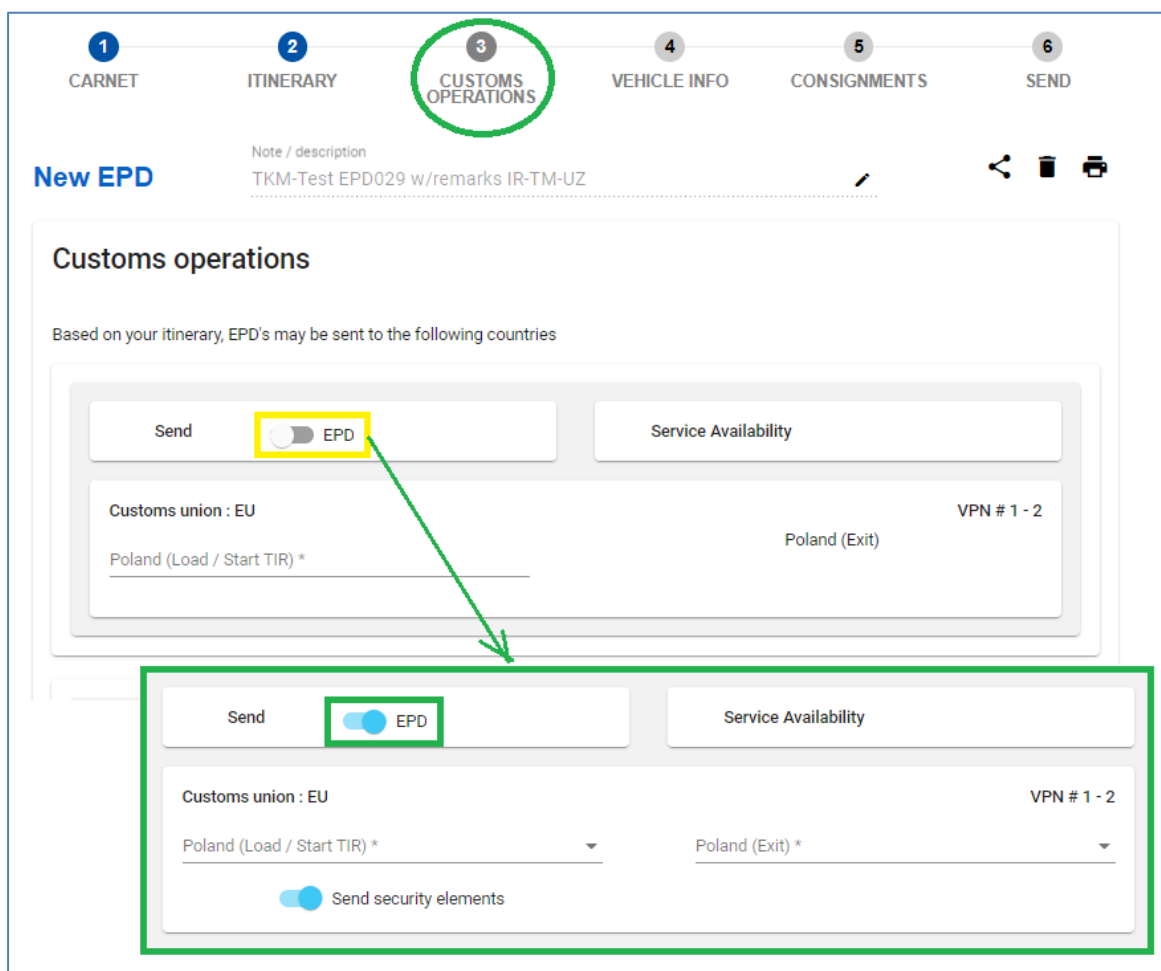 1 2 3 4 5 6
CARNET ITINERARY CUSTOMS OPERATIONS VEHICLE INFO CONSIGNMENTS SEND
Note / description
New EPD TKM-Test EPD029 w/remarks IR-TM-UZ
Customs operations
Based on your itinerary, EPD's may be sent to the following countries
Send EPD Service Availability
Customs union : EU VPN # 1 - 2
Poland (Load / Start TIR) * Poland (Exit)
Send EPD Service Availability
Customs union : EU VPN # 1 - 2
Poland (Load / Start TIR) * Poland (Exit) *
Send security elements